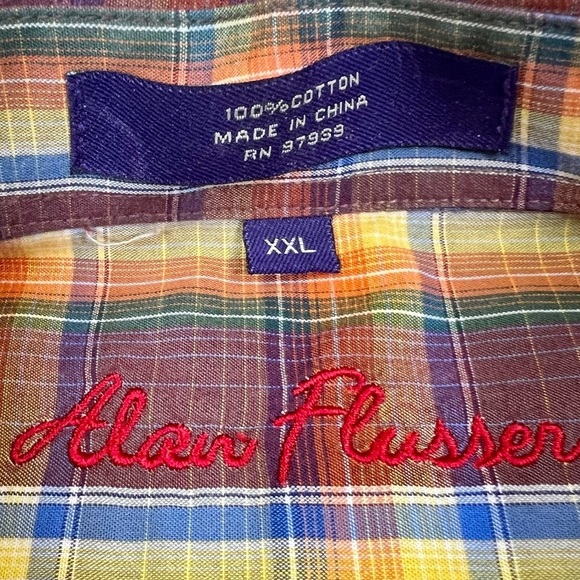 100% COTTON
MADE IN CHINA
RN 97939
XXL
Alan Flusser